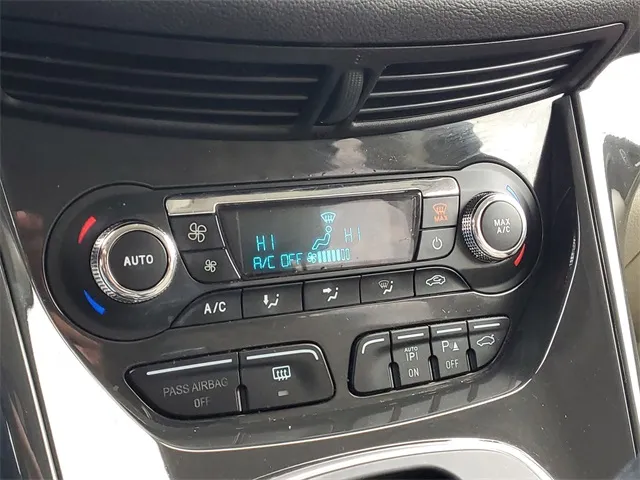 HI HI
A/C OFF
MAX
AUTO
MAX
A/C
A/C
AUTO
(P)
ON
P
OFF
PASS AIRBAG
OFF